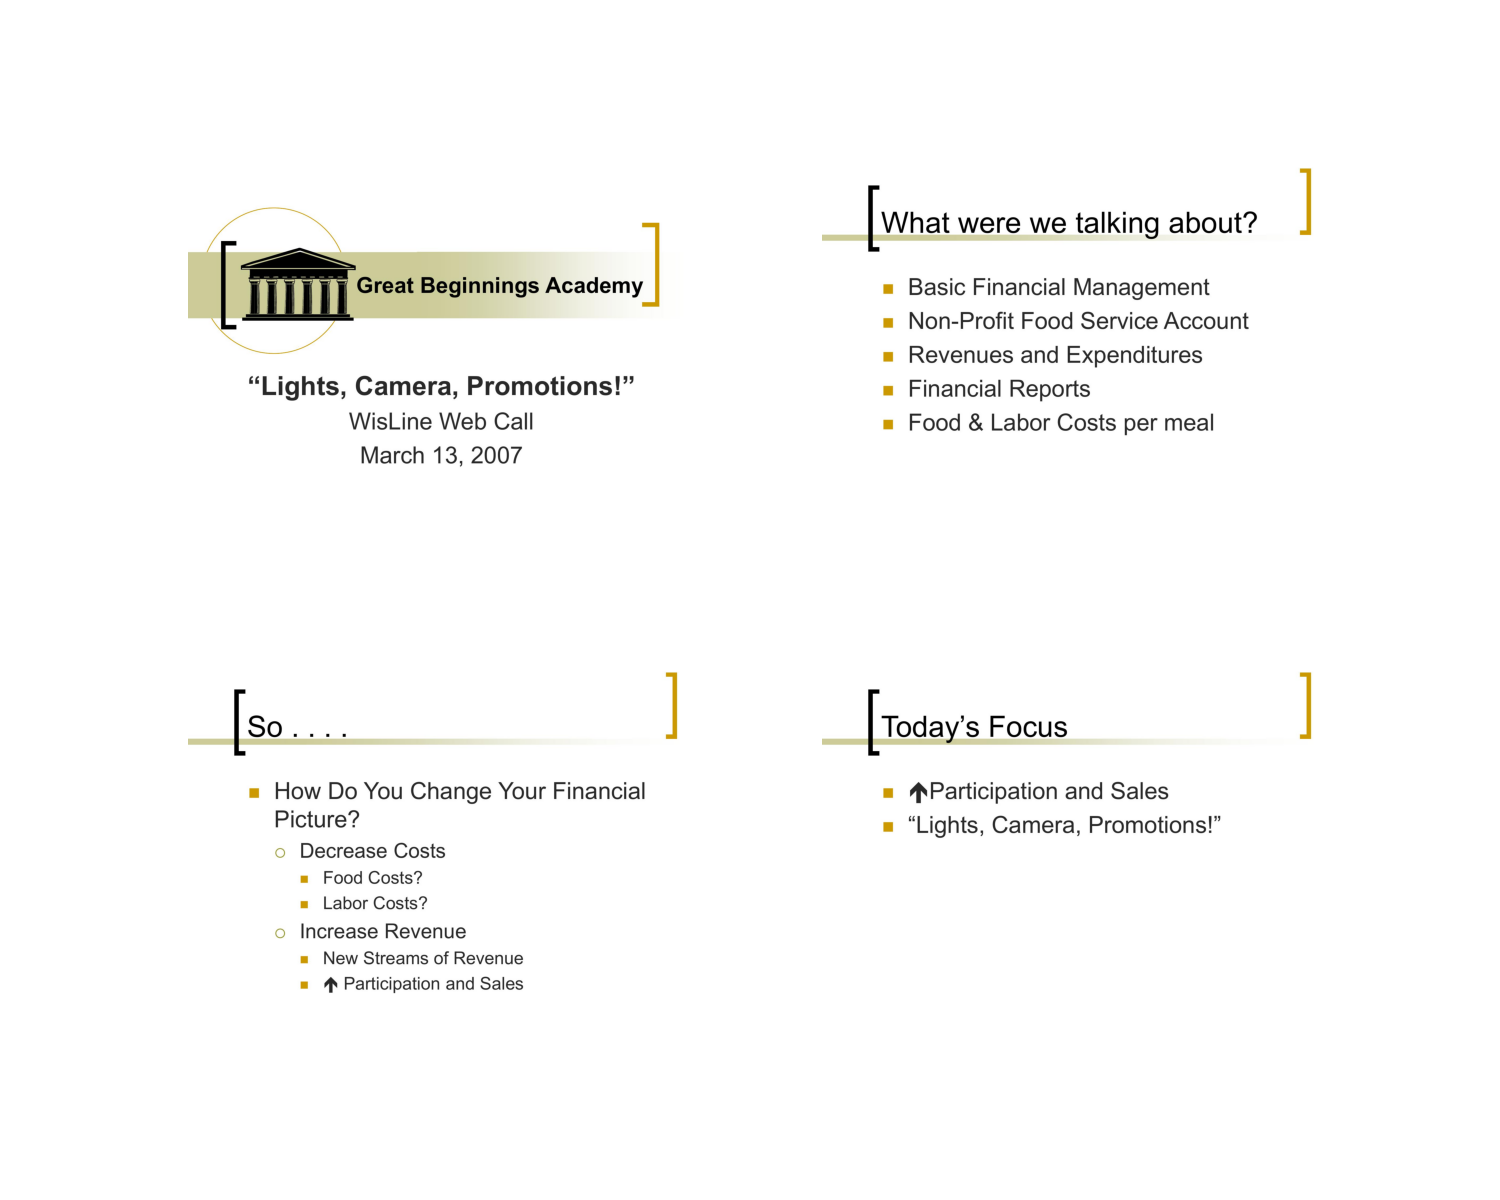 Great Beginnings Academy
“Lights, Camera, Promotions!”
WisLine Web Call
March 13, 2007
What were we talking about?
Basic Financial Management
Non-Profit Food Service Account
Revenues and Expenditures
Financial Reports
Food & Labor Costs per meal
So . . . .
How Do You Change Your Financial
Picture?
Decrease Costs
Food Costs?
Labor Costs?
Increase Revenue
New Streams of Revenue
🡹 Participation and Sales
Today’s Focus
🡹Participation and Sales
“Lights, Camera, Promotions!”